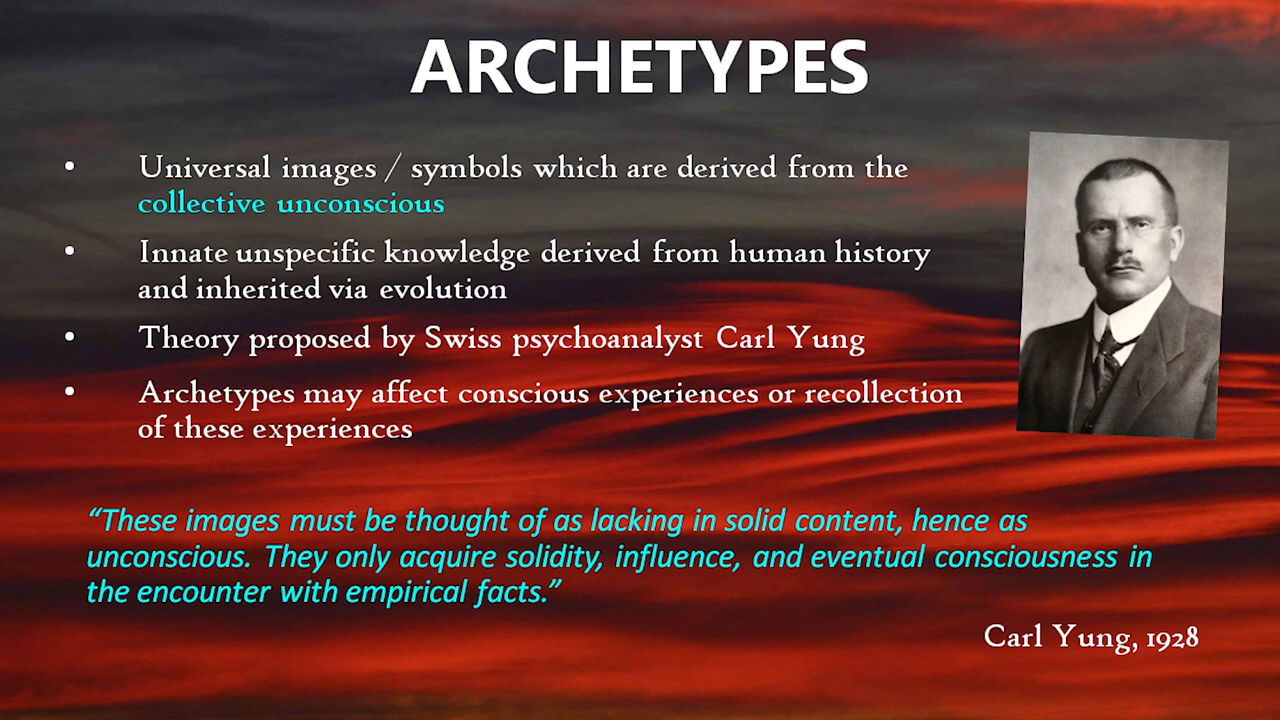 ARCHETYPES
• Universal images / symbols which are derived from the
collective unconscious
• Innate unspecific knowledge derived from human history
and inherited via evolution
• Theory proposed by Swiss psychoanalyst Carl Yung
• Archetypes may affect conscious experiences or recollection
of these experiences
“These images must be thought of as lacking in solid content, hence as
unconscious. They only acquire solidity, influence, and eventual consciousness in
the encounter with empirical facts.”
Carl Yung, 1928